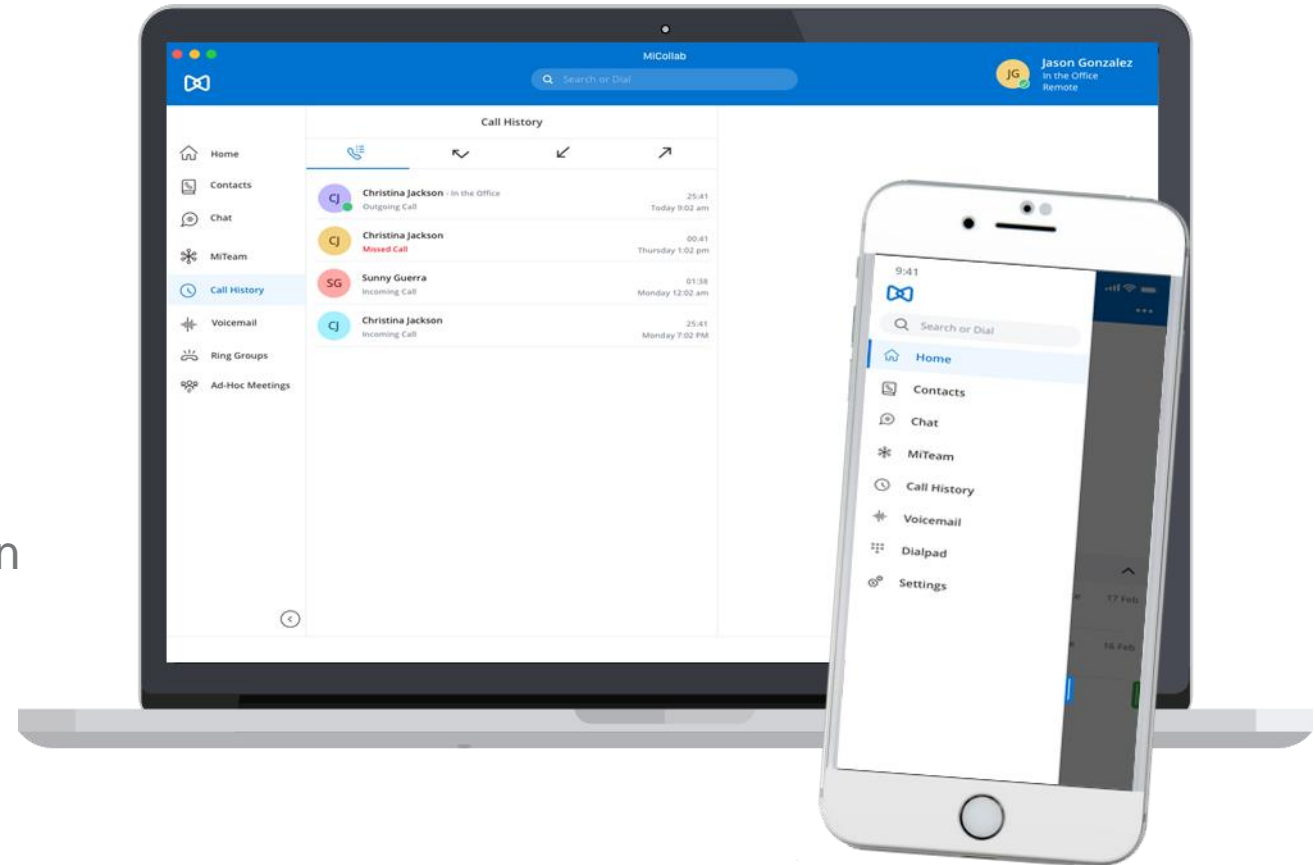 MiCollab
Search or Dial
JG
Jason Gonzalez
In the Office
Remote
Home
Contacts
Chat
MiTeam
Call History
Voicemail
Ring Groups
Ad-Hoc Meetings
Call History
CJ
Christina Jackson - In the Office
Outgoing Call
25:41
Today 9:02 am
CJ
Christina Jackson
Missed Call
00:41
Thursday 1:02 pm
SG
Sunny Guerra
Incoming Call
01:38
Monday 12:02 am
CJ
Christina Jackson
Incoming Call
25:41
Monday 7:02 PM
n
9:41
Search or Dial
Home
Contacts
Chat
MiTeam
Call History
Voicemail
Dialpad
Settings
17 Feb
16 Feb